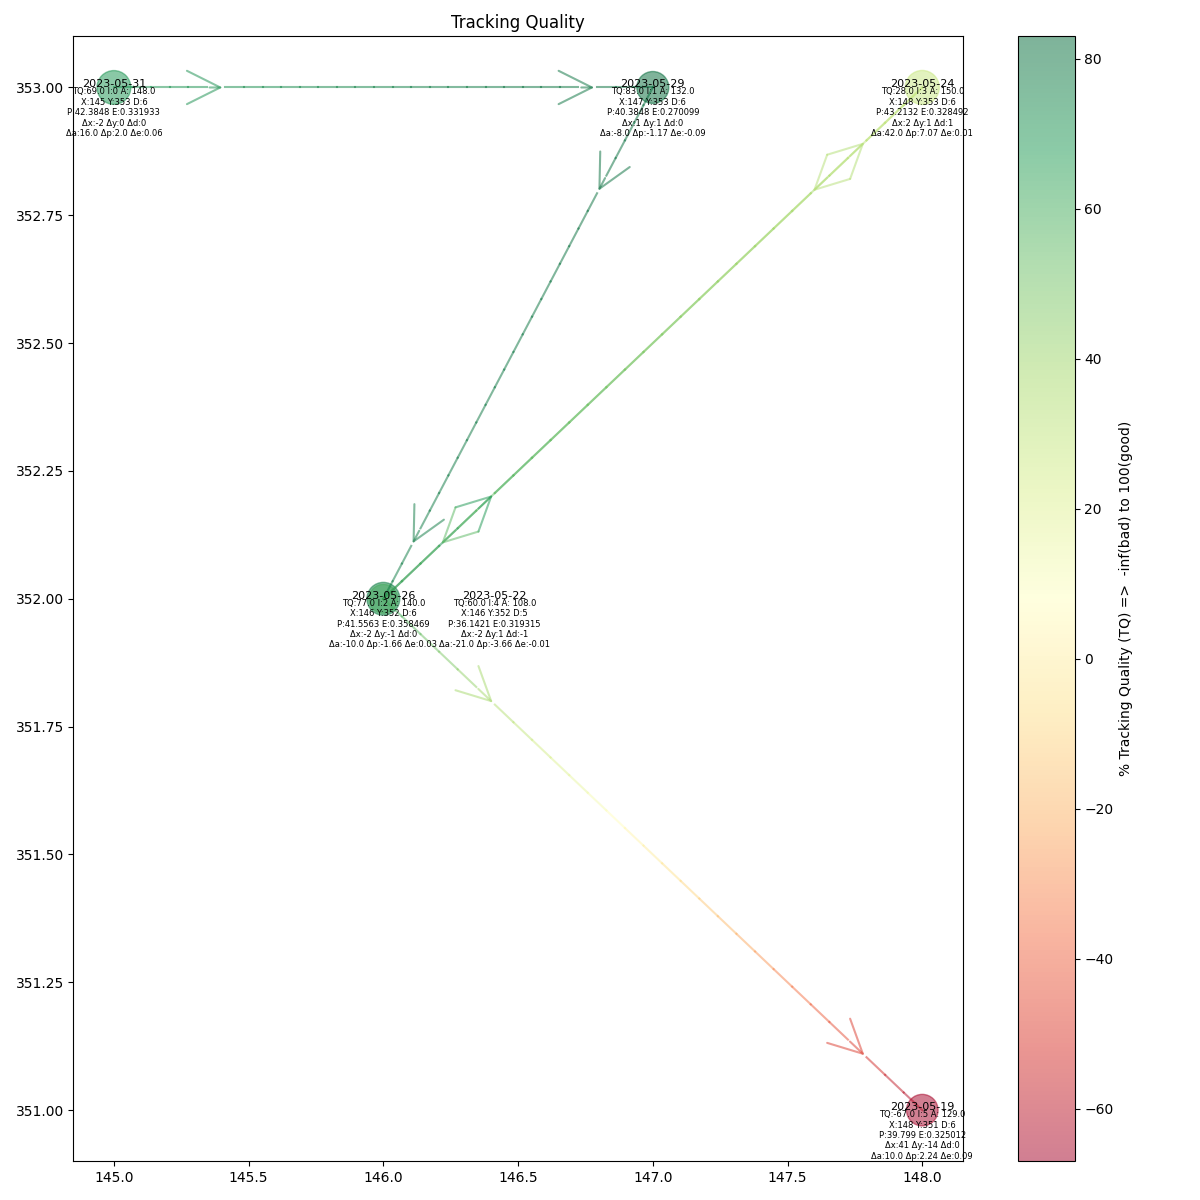 Tracking Quality
2023-05-31
TQ:69.0 I:0 A: 148.0
X:145 Y:353 D:6
P:42.3848 E:0.331933
Δx:-2 Δy:0 Δd:0
Δa:16.0 Δp:2.0 Δe:0.06
2023-05-29
TQ:83.0 I:1 A: 132.0
X:147 Y:353 D:6
P:40.3848 E:0.270099
Δx:1 Δy:1 Δd:0
Δa:-8.0 Δp:-1.17 Δe:-0.09
2023-05-24
TQ:28.0 I:3 A: 150.0
X:148 Y:353 D:6
P:43.2132 E:0.328492
Δx:2 Δy:1 Δd:1
Δa:42.0 Δp:7.07 Δe:0.01
2023-05-26
TQ:77.0 I:2 A: 140.0
X:146 Y:352 D:6
P:41.5563 E:0.358469
Δx:-2 Δy:-1 Δd:0
Δa:-10.0 Δp:-1.66 Δe:0.03
2023-05-22
TQ:60.0 I:4 A: 108.0
X:146 Y:352 D:5
P:36.1421 E:0.319315
Δx:-2 Δy:1 Δd:-1
Δa:-21.0 Δp:-3.66 Δe:-0.01
2023-05-19
TQ:-67.0 I:5 A: 129.0
X:148 Y:351 D:6
P:39.799 E:0.325012
Δx:41 Δy:-14 Δd:0
Δa:10.0 Δp:2.24 Δe:0.09
353.00
352.75
352.50
352.25
352.00
351.75
351.50
351.25
351.00
145.0
145.5
146.0
146.5
147.0
147.5
148.0
80
60
40
20
0
−20
−40
−60
% Tracking Quality (TQ) => -inf(bad) to 100(good)